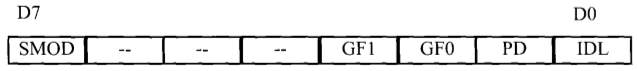 D7 D0
SMOD -- -- -- GF1 GF0 PD IDL